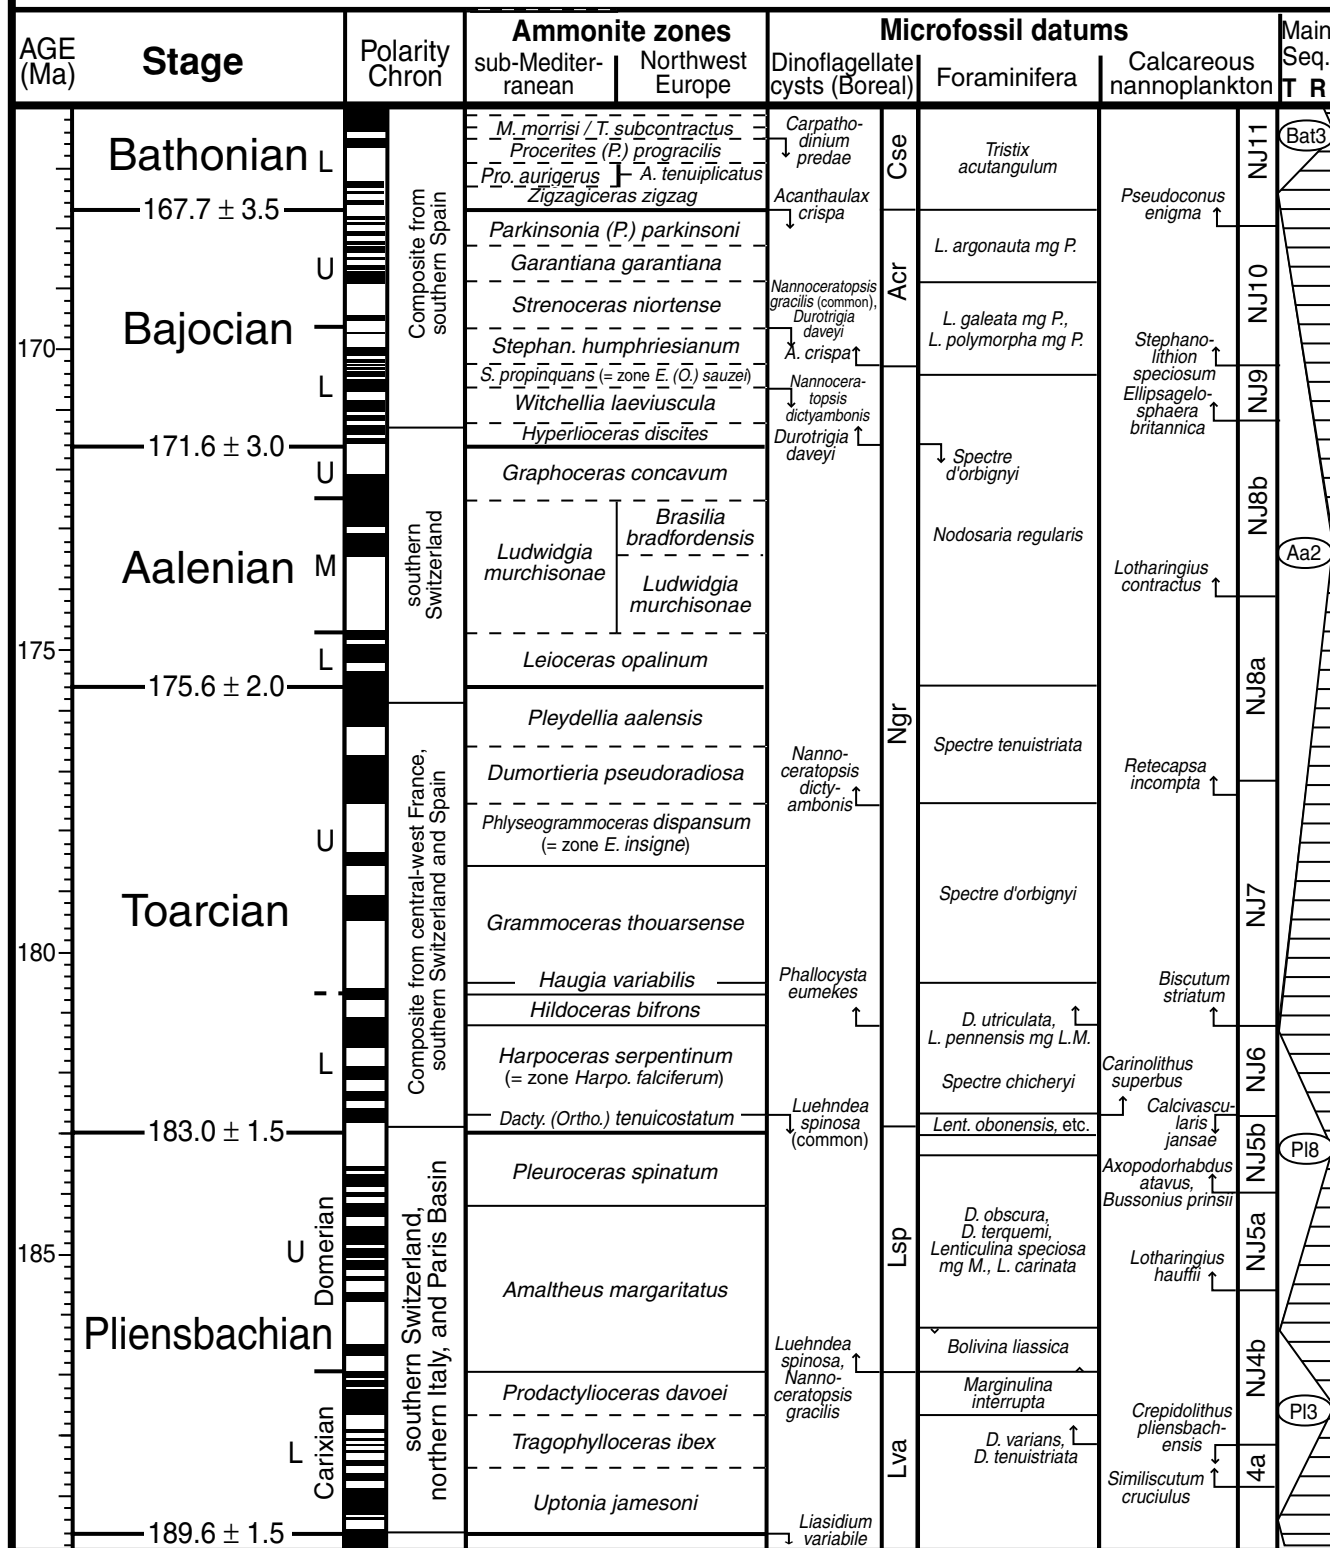 AGE
(Ma)
Stage
Polarity
Chron
Ammonite zones
sub-Mediter-
ranean
Northwest
Europe
Microfossil datums
Dinoflagellate
cysts (Boreal)
Foraminifera
Calcareous
nannoplankton
Main
Seq.
T R
170
175
180
185
Bathonian
L
167.7 ± 3.5
U
Bajocian
L
171.6 ± 3.0
U
Aalenian
M
L
175.6 ± 2.0
U
Toarcian
L
183.0 ± 1.5
U
Domerian
Pliensbachian
L
Carixian
189.6 ± 1.5
Composite from
southern Spain
southern
Switzerland
Composite from central-west France,
southern Switzerland and Spain
southern Switzerland,
northern Italy, and Paris Basin
M. morrisi / T. subcontractus
Procerites (P.) progracilis
Pro. aurigerus
A. tenuiplicatus
Zigzagiceras zigzag
Parkinsonia (P.) parkinsoni
Garantiana garantiana
Strenoceras niortense
Stephan. humphriesianum
S. propinquans (= zone E. (O.) sauzei)
Witchellia laeviuscula
Hyperlioceras discites
Graphoceras concavum
Ludwidgia
murchisonae
Brasilia
bradfordensis
Ludwidgia
murchisonae
Leioceras opalinum
Pleydellia aalensis
Dumortieria pseudoradiosa
Phlyseogrammoceras dispansum
(= zone E. insigne)
Grammoceras thouarsense
Haugia variabilis
Hildoceras bifrons
Harpoceras serpentinum
(= zone Harpo. falciferum)
Dacty. (Ortho.) tenuicostatum
Pleuroceras spinatum
Amaltheus margaritatus
Prodactylioceras davoei
Tragophylloceras ibex
Uptonia jamesoni
Carpatho-
dinium
predae
Acanthaulax
crispa
Nannoceratopsis
gracilis (common),
Durotrigia
daveyi
A. crispa
Nannocera-
topsis
dictyambonis
Durotrigia
daveyi
Nanno-
ceratopsis
dicty-
ambonis
Phallocysta
eumekes
Luehndea
spinosa
(common)
Luehndea
spinosa,
Nanno-
ceratopsis
gracilis
Liasidium
variabile
Cse
Acr
Ngr
Lsp
Lva
Tristix
acutangulum
L. argonauta mg P.
L. galeata mg P.,
L. polymorpha mg P.
Spectre
d'orbignyi
Nodosaria regularis
Spectre tenuistriata
Spectre d'orbignyi
D. utriculata,
L. pennensis mg L.M.
Spectre chicheryi
Lent. obonensis, etc.
D. obscura,
D. terquemi,
Lenticulina speciosa
mg M., L. carinata
Bolivina liassica
Marginulina
interrupta
D. varians,
D. tenuistriata
Pseudoconus
enigma
Stephano-
lithion
speciosum
Ellipsagelo-
sphaera
britannica
Lotharingius
contractus
Retecapsa
incompta
Biscutum
striatum
Carinolithus
superbus
Calcivascu-
laris
jansae
Axopodorhabdus
atavus,
Bussonius prinsii
Lotharingius
hauffii
Crepidolithus
pliensbach-
ensis
Similiscutum
cruciulus
NJ11
NJ10
NJ9
NJ8b
NJ8a
NJ7
NJ6
NJ5b
NJ5a
NJ4b
4a
Bat3
Aa2
Pl8
Pl3